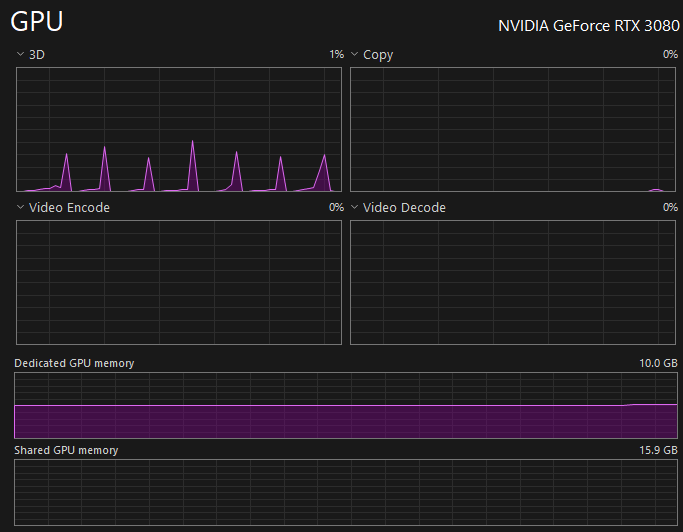 GPU
NVIDIA GeForce RTX 3080
3D 1%
Copy 0%
Video Encode 0%
Video Decode 0%
Dedicated GPU memory 10.0 GB
Shared GPU memory 15.9 GB